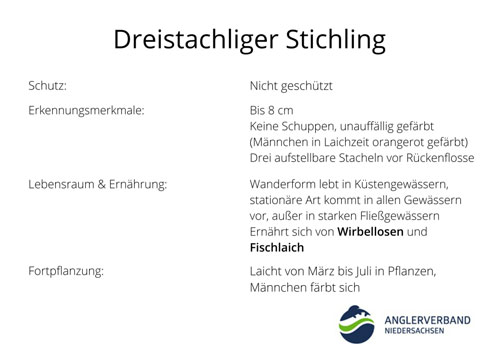 Dreistachliger Stichling
Schutz:
Nicht geschützt
Erkennungsmerkmale:
Bis 8 cm
Keine Schuppen, unauffällig gefärbt
(Männchen in Laichzeit orangerot gefärbt)
Drei aufstellbare Stacheln vor Rückenflosse
Lebensraum & Ernährung:
Wanderform lebt in Küstengewässern,
stationäre Art kommt in allen Gewässern
vor, außer in starken Fließgewässern
Ernährt sich von Wirbellosen und
Fischlaich
Fortpflanzung:
Laicht von März bis Juli in Pflanzen,
Männchen färbt sich
ANGLERVERBAND
NIEDERSACHSEN